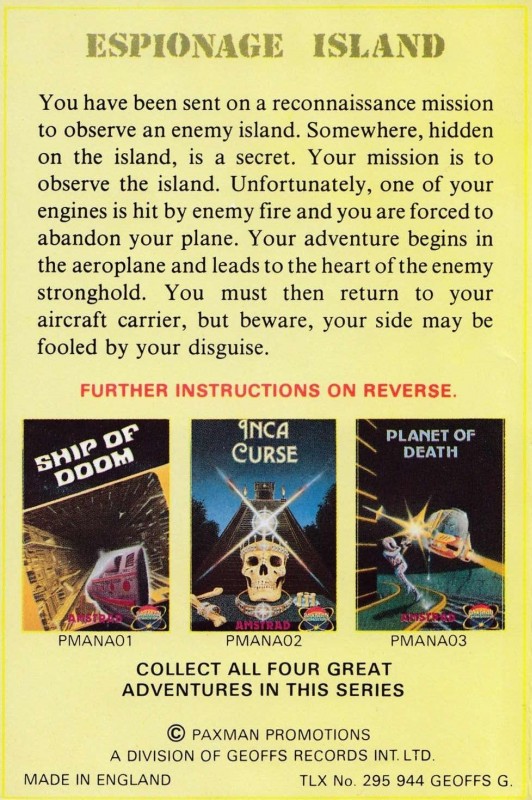 ESPIONAGE ISLAND
You have been sent on a reconnaissance mission
to observe an enemy island. Somewhere, hidden
on the island, is a secret. Your mission is to
observe the island. Unfortunately, one of your
engines is hit by enemy fire and you are forced to
abandon your plane. Your adventure begins in
the aeroplane and leads to the heart of the enemy
stronghold. You must then return to your
aircraft carrier, but beware, your side may be
fooled by your disguise.
FURTHER INSTRUCTIONS ON REVERSE.
SHIP OF
DOOM
AMSTRAD
INCA
CURSE
AMSTRAD
PLANET OF
DEATH
AMSTRAD
PMANA01
PMANA02
PMANA03
COLLECT ALL FOUR GREAT
ADVENTURES IN THIS SERIES
© PAXMAN PROMOTIONS
A DIVISION OF GEOFFS RECORDS INT. LTD.
MADE IN ENGLAND
TLX No. 295 944 GEOFFS G.